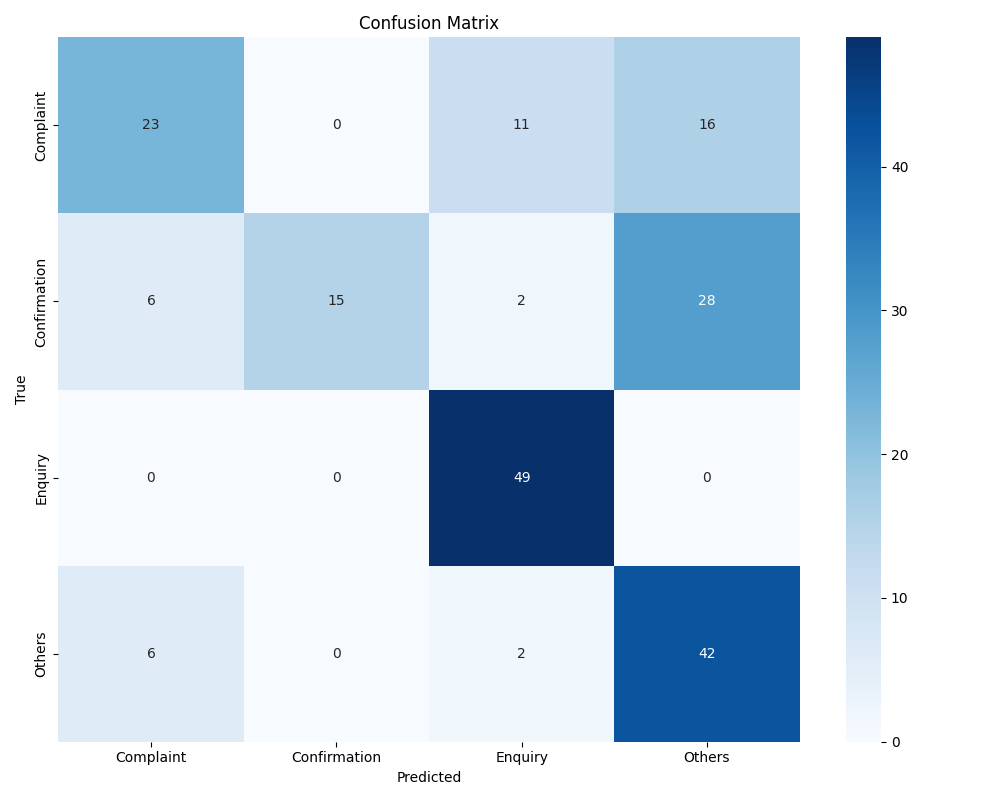 Confusion Matrix
True
Complaint
23 0 11 16
Confirmation
6 15 2 28
Enquiry
0 0 49 0
Others
6 0 2 42
Complaint Confirmation Enquiry Others
Predicted
40
30
20
10
0